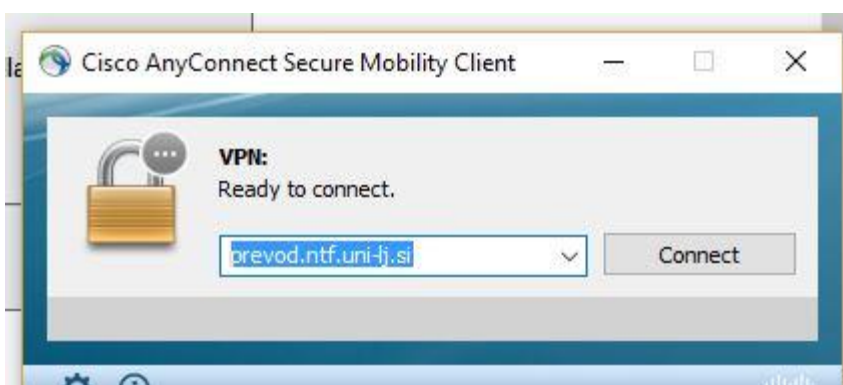 Cisco AnyConnect Secure Mobility Client
VPN:
Ready to connect.
prevod.ntf.uni-lj.si
Connect